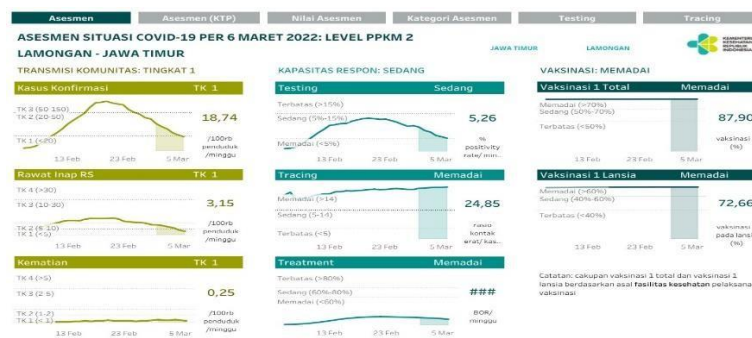 Asesmen
Asesmen (KTP)
Nilai Asesmen
Kategori Asesmen
Testing
Tracing
ASESMEN SITUASI COVID-19 PER 6 MARET 2022: LEVEL PPKM 2
LAMONGAN - JAWA TIMUR
JAWA TIMUR
LAMONGAN
KEMENTERIAN
KESEHATAN
REPUBLIK
INDONESIA
TRANSMISI KOMUNITAS: TINGKAT 1
Kasus Konfirmasi TK 1
TK 3 (50-150)
TK 2 (20-50)
TK 1 (<20)
18,74
/100rb
penduduk
/minggu
13 Feb 23 Feb 5 Mar
Rawat Inap RS TK 1
TK 4 (>30)
TK 3 (10-30)
TK 2 (5-10)
TK 1 (<5)
3,15
/100rb
penduduk
/minggu
13 Feb 23 Feb 5 Mar
Kematian TK 1
TK 4 (>5)
TK 3 (2-5)
TK 2 (1-2)
TK 1 (<1)
0,25
/100rb
penduduk
/minggu
13 Feb 23 Feb 5 Mar
KAPASITAS RESPON: SEDANG
Testing Sedang
Terbatas (>15%)
Sedang (5%-15%)
Memadai (<5%)
5,26
%
positivity
rate/ min..
13 Feb 23 Feb 5 Mar
Tracing Memadai
Memadai (>14)
Sedang (5-14)
Terbatas (<5)
24,85
rasio
kontak
erat/ kas..
13 Feb 23 Feb 5 Mar
Treatment Memadai
Terbatas (>80%)
Sedang (60%-80%)
Memadai (<60%)
###
BOR/
minggu
13 Feb 23 Feb 5 Mar
VAKSINASI: MEMADAI
Vaksinasi 1 Total Memadai
Memadai (>70%)
Sedang (50%-70%)
Terbatas (<50%)
87,90
vaksinasi
(%)
13 Feb 23 Feb 5 Mar
Vaksinasi 1 Lansia Memadai
Memadai (>60%)
Sedang (40%-60%)
Terbatas (<40%)
72,66
vaksinasi
pada lansi
(%)
13 Feb 23 Feb 5 Mar
Catatan: cakupan vaksinasi 1 total dan vaksinasi 1
lansia berdasarkan asal fasilitas kesehatan pelaksana
vaksinasi